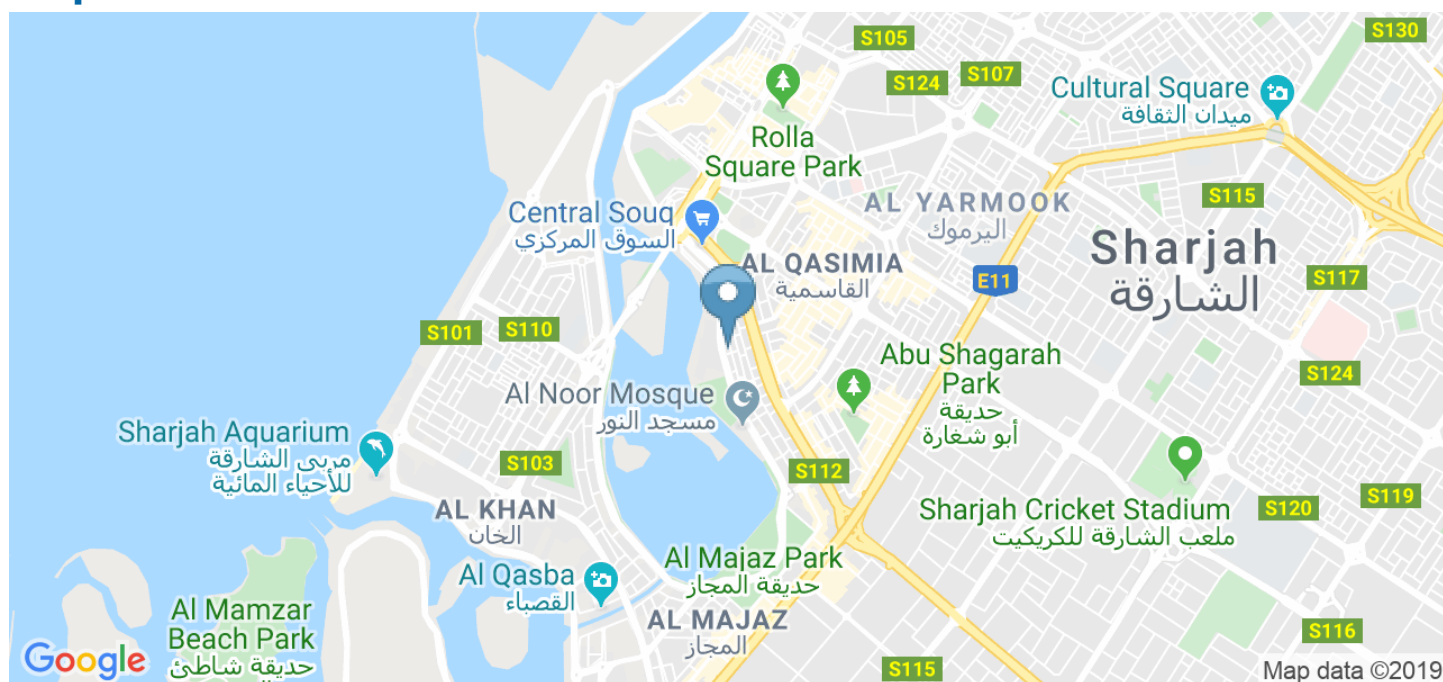 S105
S130
S124
S107
Cultural Square
ميدان الثقافة
Rolla
Square Park
S115
AL YARMOOK
اليرموك
Central Souq
السوق المركزي
Sharjah
الشارقة
AL QASIMIA
القاسمية
E11
S117
S101
S110
Abu Shagarah
Park
حديقة
أبو شغارة
S124
Al Noor Mosque
مسجد النور
Sharjah Aquarium
مربى الشارقة
للأحياء المائية
S103
S112
Sharjah Cricket Stadium
ملعب الشارقة للكريكيت
S120
S119
AL KHAN
الخان
Al Majaz Park
حديقة المجاز
Al Qasba
القصباء
Al Mamzar
Beach Park
حديقة شاطئ
AL MAJAZ
المجاز
S116
S115
Google
Map data ©2019